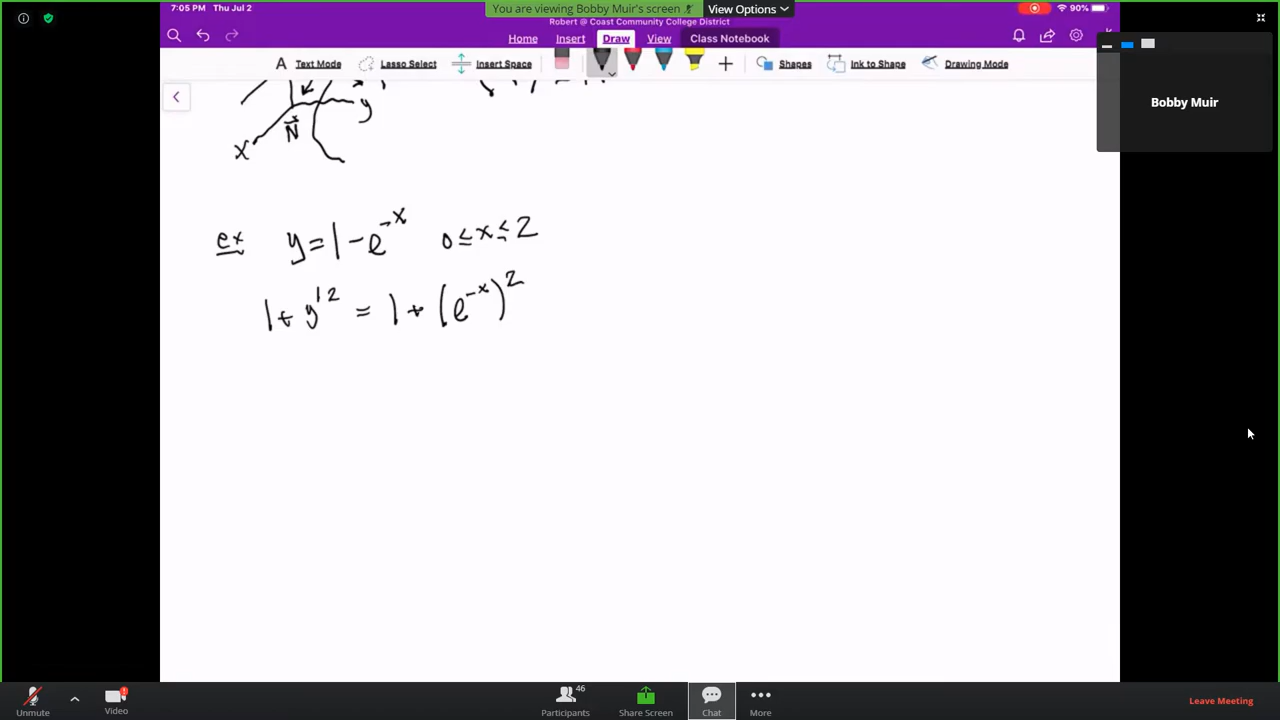 7:05 PM Thu Jul 2
You are viewing Bobby Muir's screen
View Options
90%
Robert @ Coast Community College District
Home
Insert
Draw
View
Class Notebook
A Text Mode
Lasso Select
Insert Space
Shapes
Ink to Shape
Drawing Mode
Bobby Muir
y
N
x
ex y = 1 - e^{-x} 0 ≤ x ≤ 2
1 + y'^2 = 1 + (e^{-x})^2
46
Unmute
Video
Participants
Share Screen
Chat
More
Leave Meeting